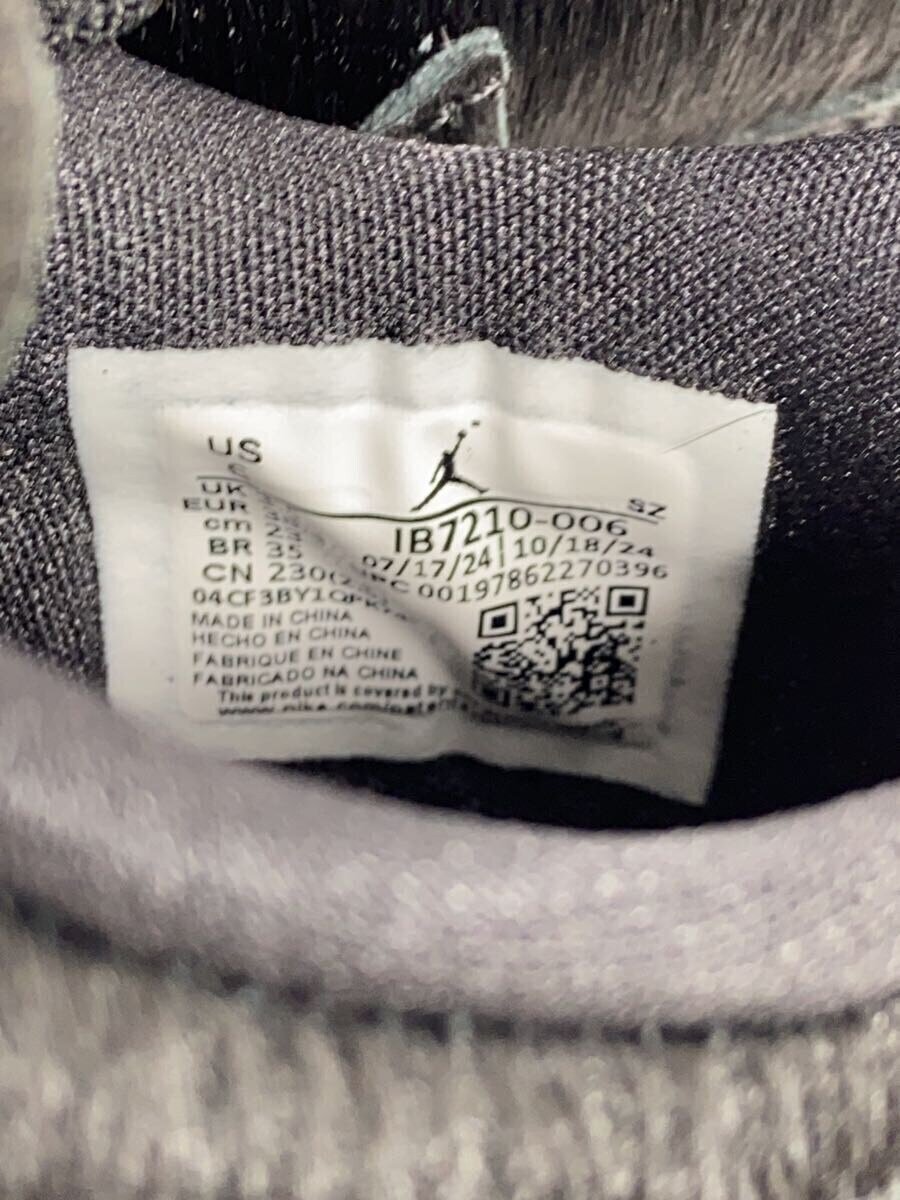 US
UK
EUR
cm
BR 35
CN 230
SZ
IB7210-006
07/17/24 10/18/24
001978622270396
MADE IN CHINA
HECHO EN CHINA
FABRIQUE EN CHINE
FABRICADO NA CHINA
This product is covered by